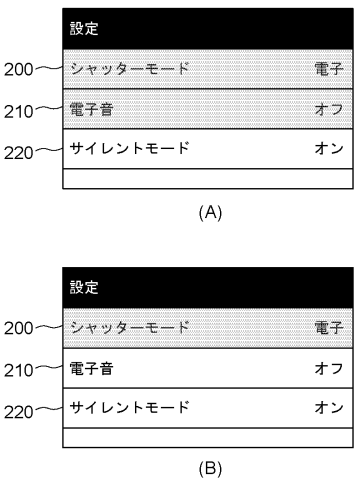 設定
200 シャッターモード 電子
210 電子音 オフ
220 サイレントモード オン
(A)
設定
200 シャッターモード 電子
210 電子音 オフ
220 サイレントモード オン
(B)